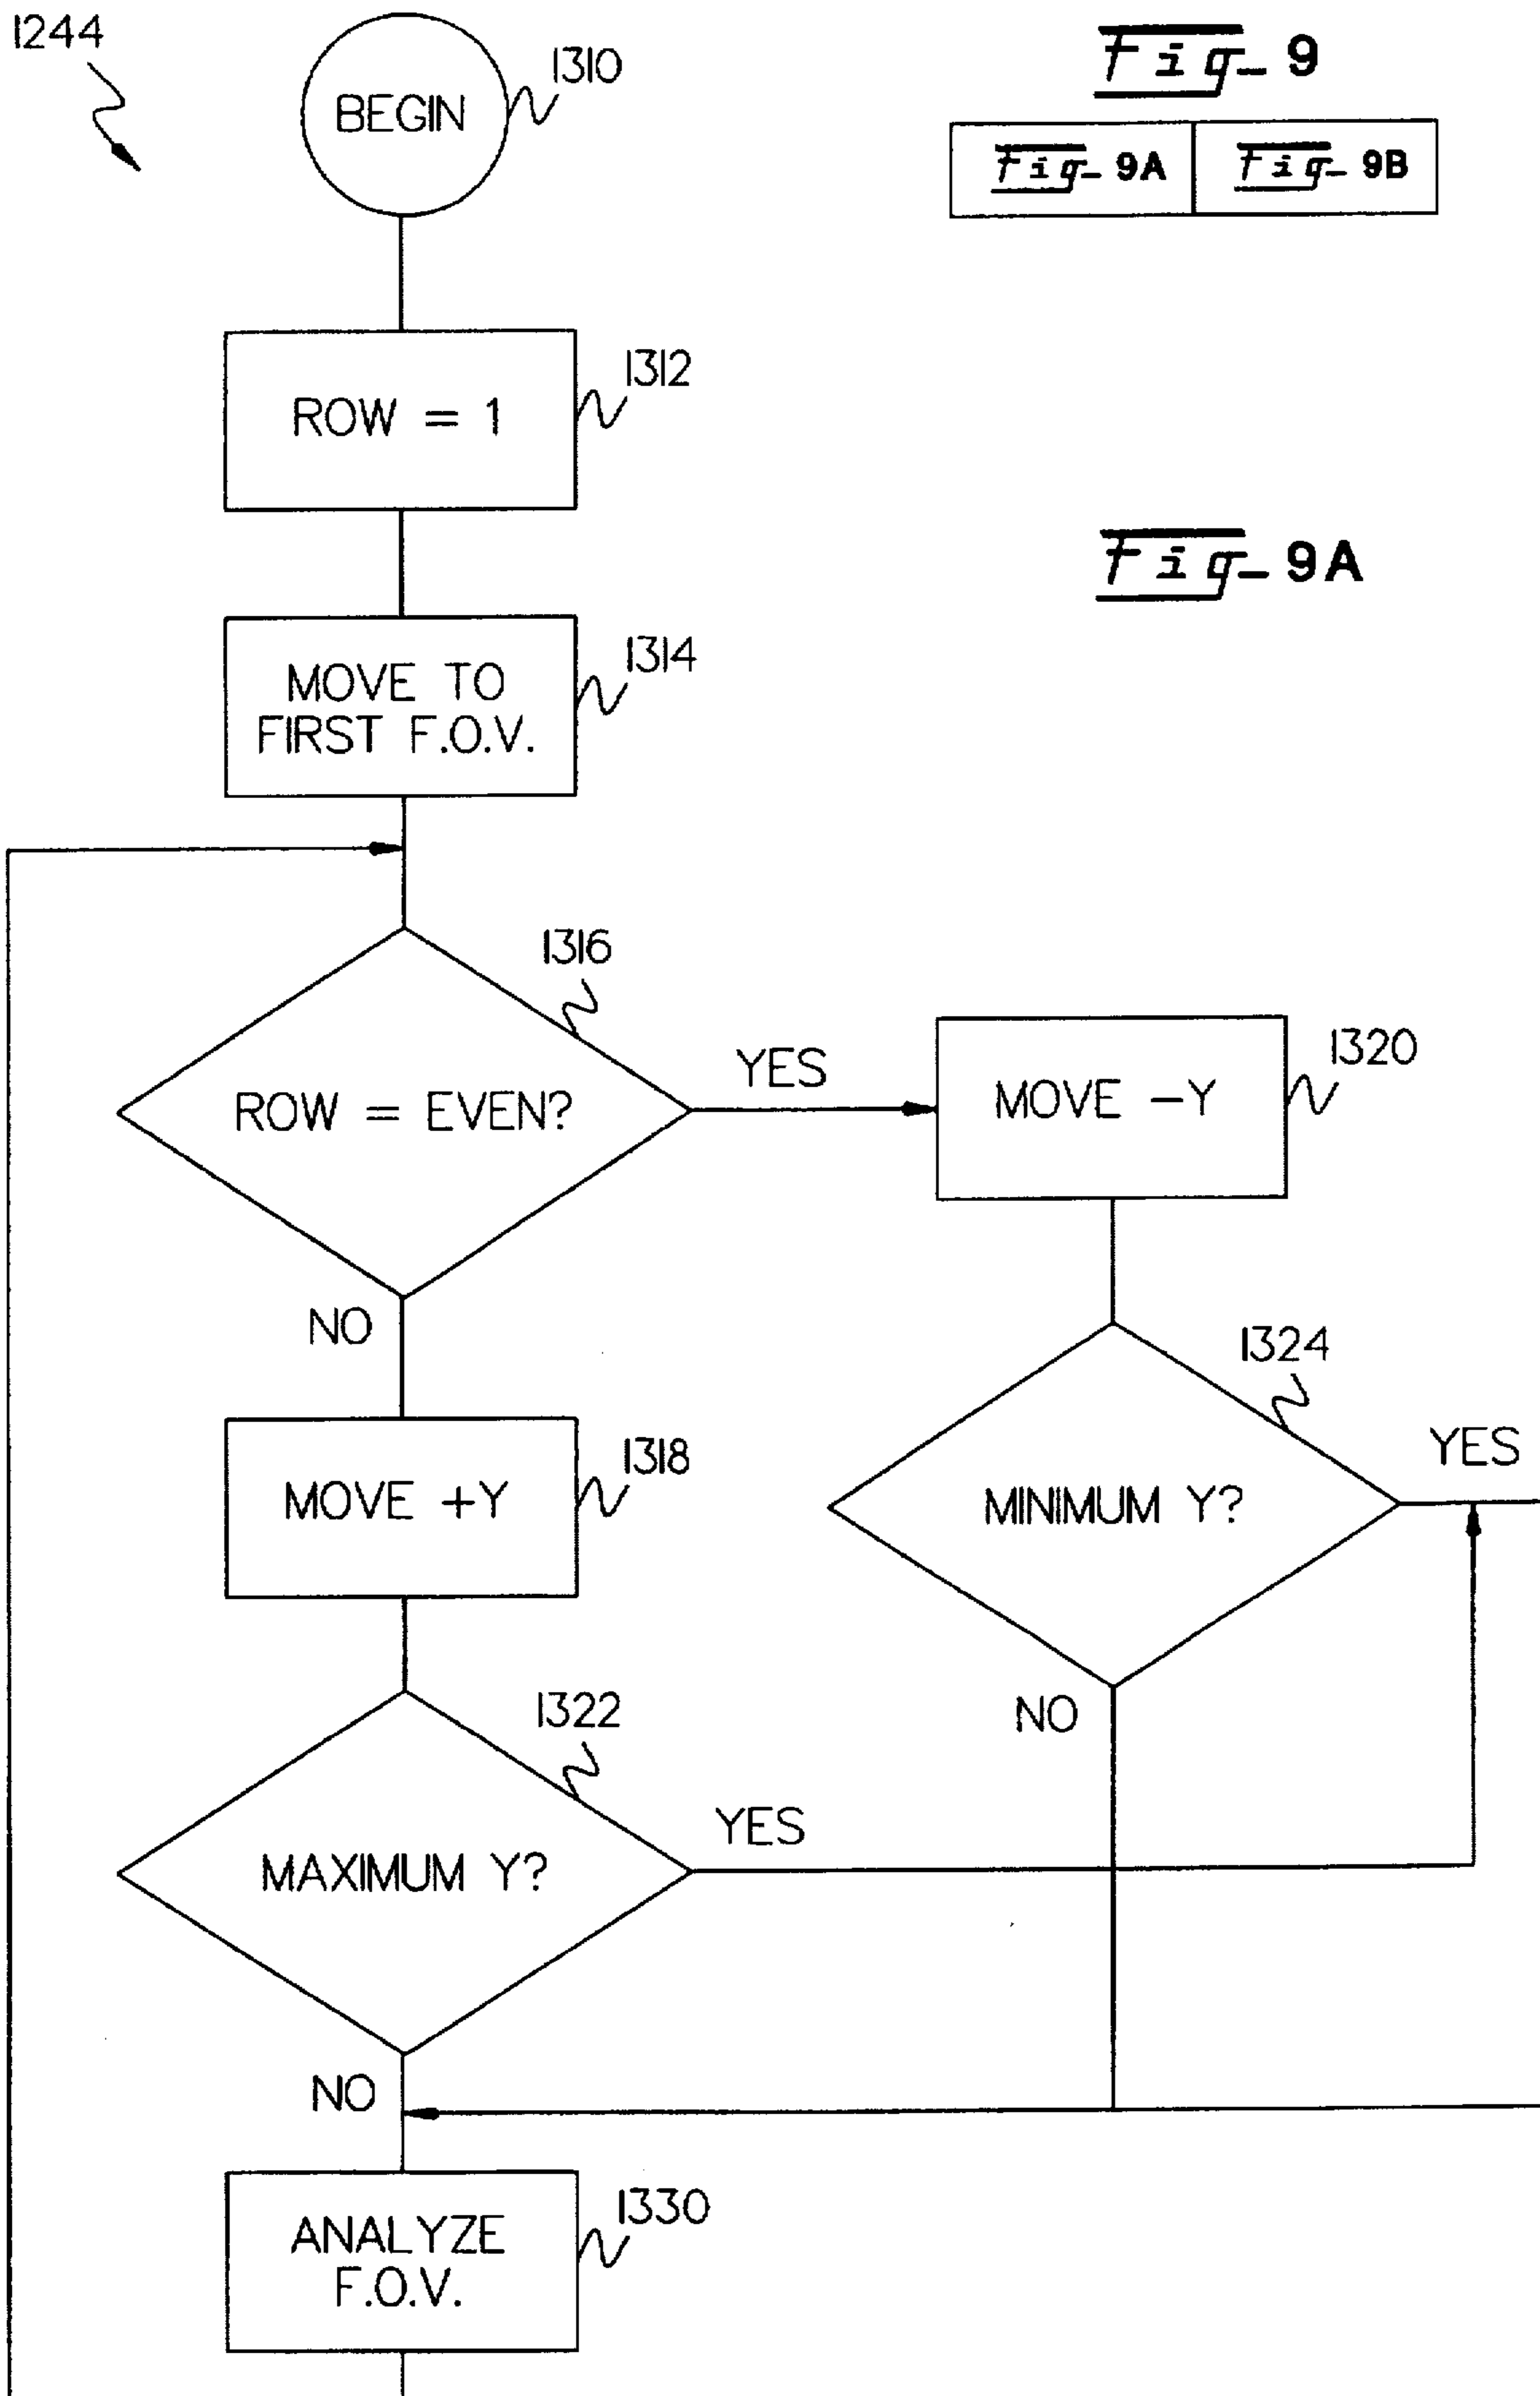 1244
BEGIN
1310
Fig- 9
Fig- 9A
Fig- 9B
1312
ROW = 1
Fig- 9A
1314
MOVE TO
FIRST F.O.V.
1316
ROW = EVEN?
YES
1320
MOVE -Y
NO
1324
MINIMUM Y?
YES
1318
MOVE +Y
NO
1322
MAXIMUM Y?
YES
NO
1330
ANALYZE
F.O.V.